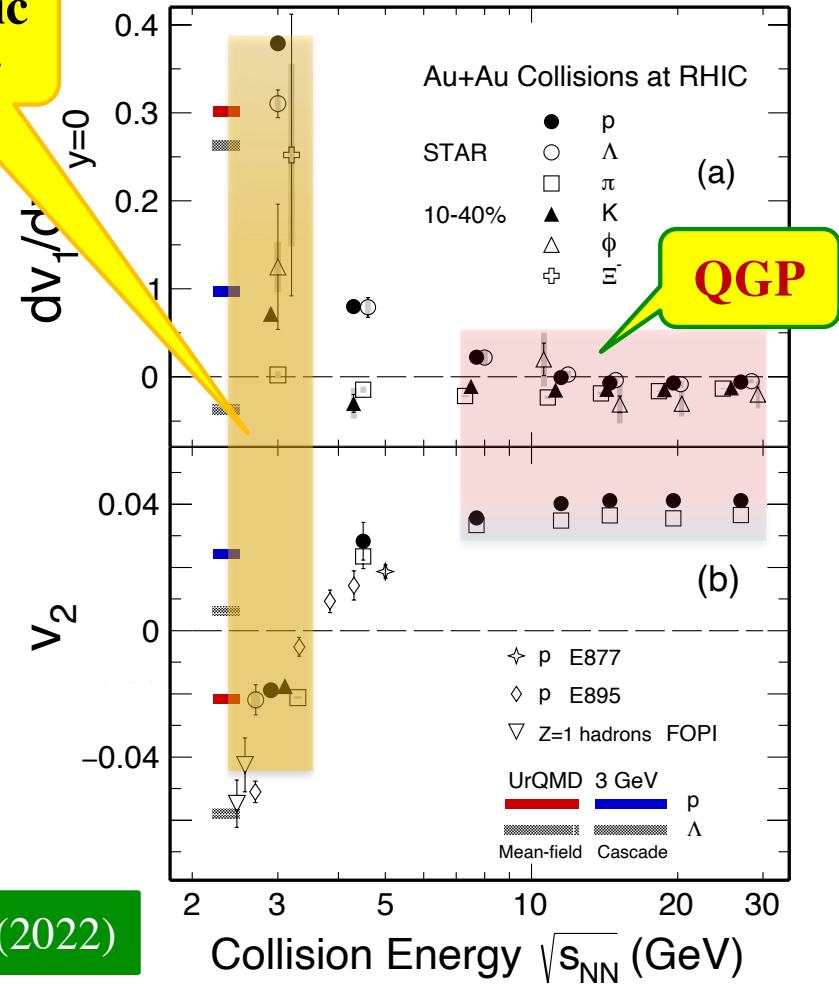 ic
0.4
0.3
0.2
1
0
dv₁/d
y=0
Au+Au Collisions at RHIC
p
STAR
Λ
π
10-40%
K
ϕ
Ξ⁻
(a)
QGP
0.04
0
−0.04
v₂
(b)
p E877
p E895
Z=1 hadrons FOPI
UrQMD 3 GeV
p
Λ
Mean-field Cascade
2 3 5 10 20 30
(2022)
Collision Energy √sNN (GeV)